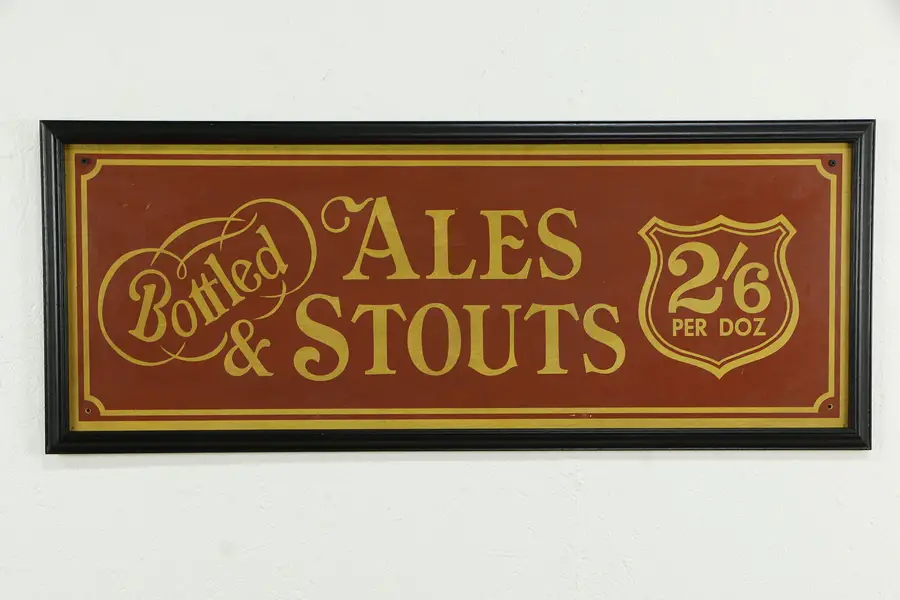 Bottled
ALES
& STOUTS
2/6
PER DOZ